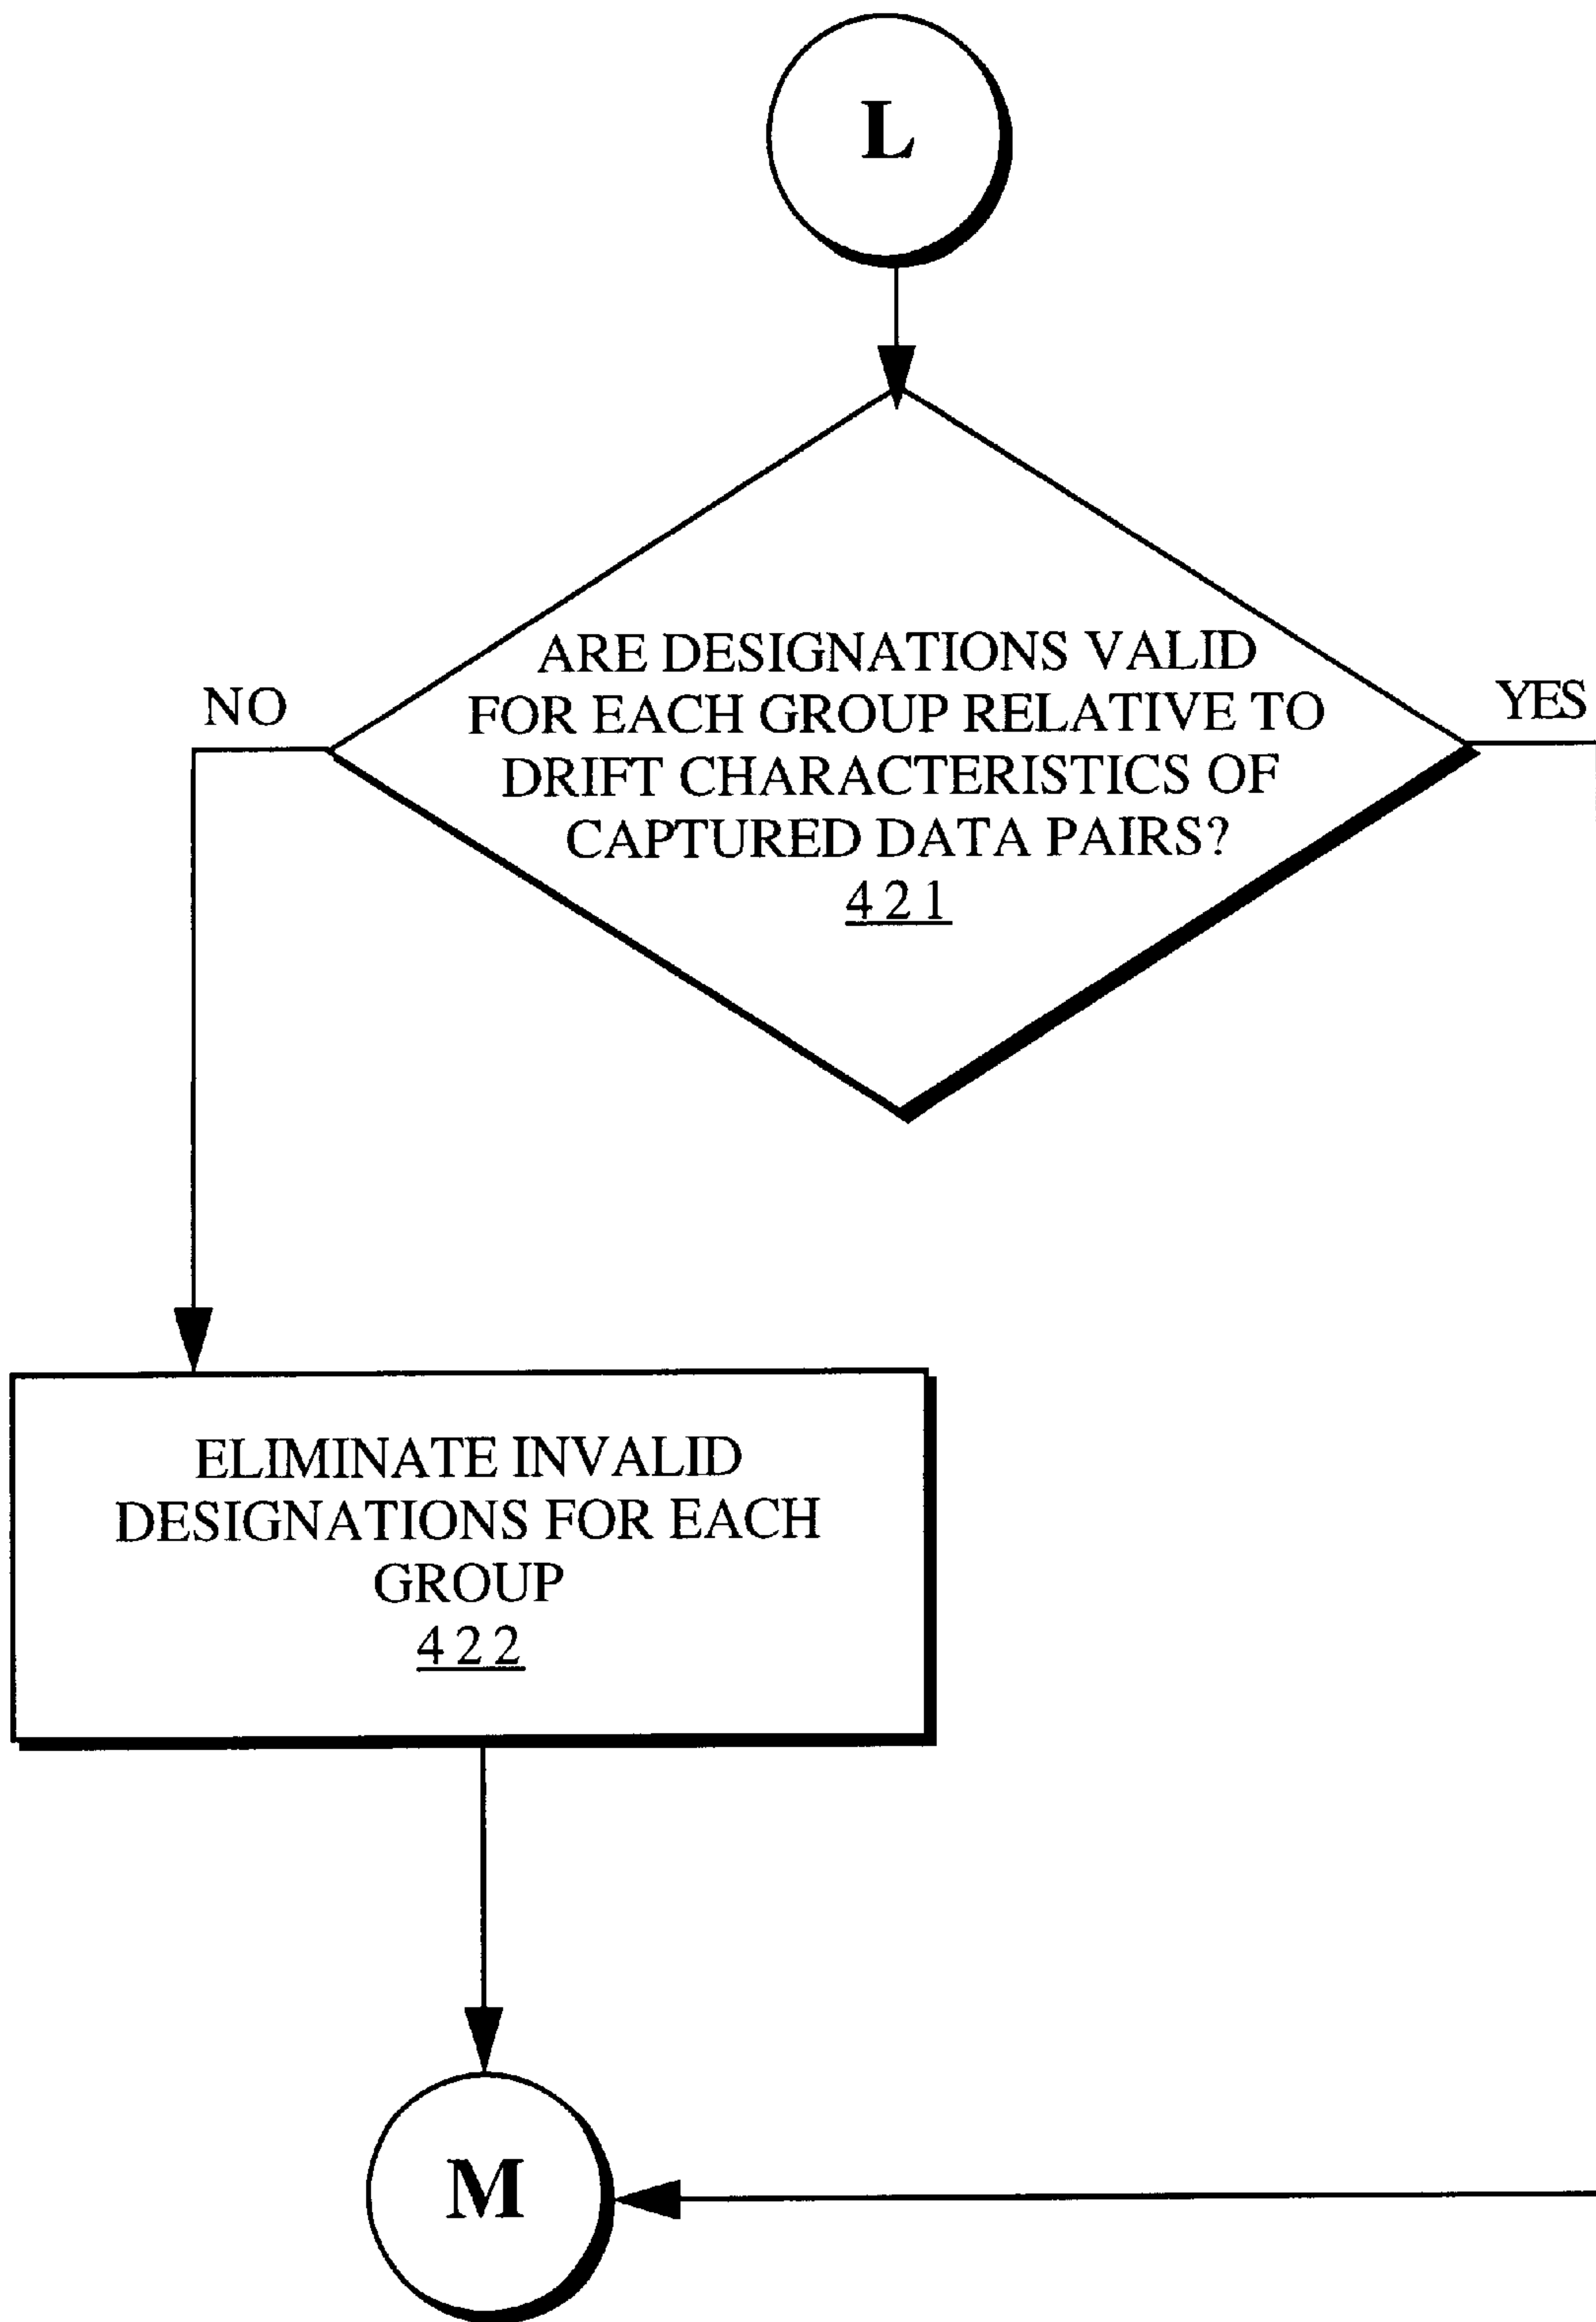 L
ARE DESIGNATIONS VALID
FOR EACH GROUP RELATIVE TO
DRIFT CHARACTERISTICS OF
CAPTURED DATA PAIRS?
421
NO
YES
ELIMINATE INVALID
DESIGNATIONS FOR EACH
GROUP
422
M